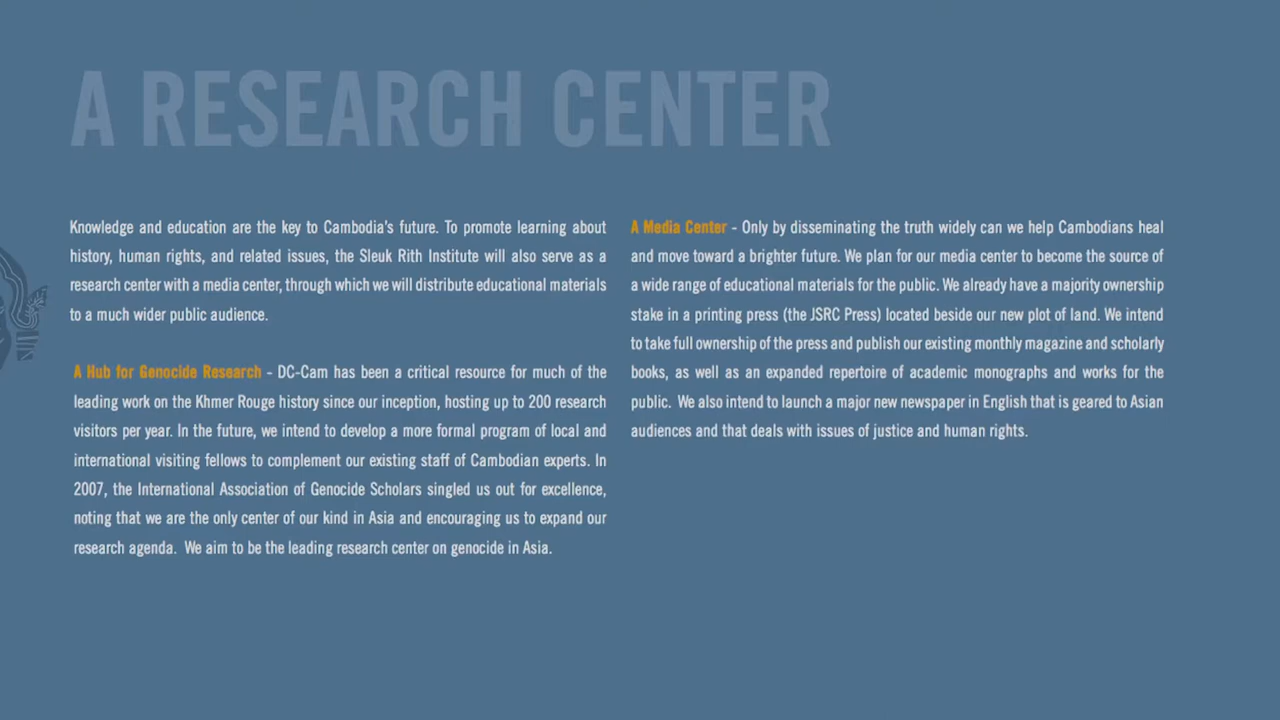 A RESEARCH CENTER
Knowledge and education are the key to Cambodia's future. To promote learning about
history, human rights, and related issues, the Sleuk Rith Institute will also serve as a
research center with a media center, through which we will distribute educational materials
to a much wider public audience.
A Hub for Genocide Research - DC-Cam has been a critical resource for much of the
leading work on the Khmer Rouge history since our inception, hosting up to 200 research
visitors per year. In the future, we intend to develop a more formal program of local and
international visiting fellows to complement our existing staff of Cambodian experts. In
2007, the International Association of Genocide Scholars singled us out for excellence,
noting that we are the only center of our kind in Asia and encouraging us to expand our
research agenda. We aim to be the leading research center on genocide in Asia.
A Media Center - Only by disseminating the truth widely can we help Cambodians heal
and move toward a brighter future. We plan for our media center to become the source of
a wide range of educational materials for the public. We already have a majority ownership
stake in a printing press (the JSRC Press) located beside our new plot of land. We intend
to take full ownership of the press and publish our existing monthly magazine and scholarly
books, as well as an expanded repertoire of academic monographs and works for the
public. We also intend to launch a major new newspaper in English that is geared to Asian
audiences and that deals with issues of justice and human rights.